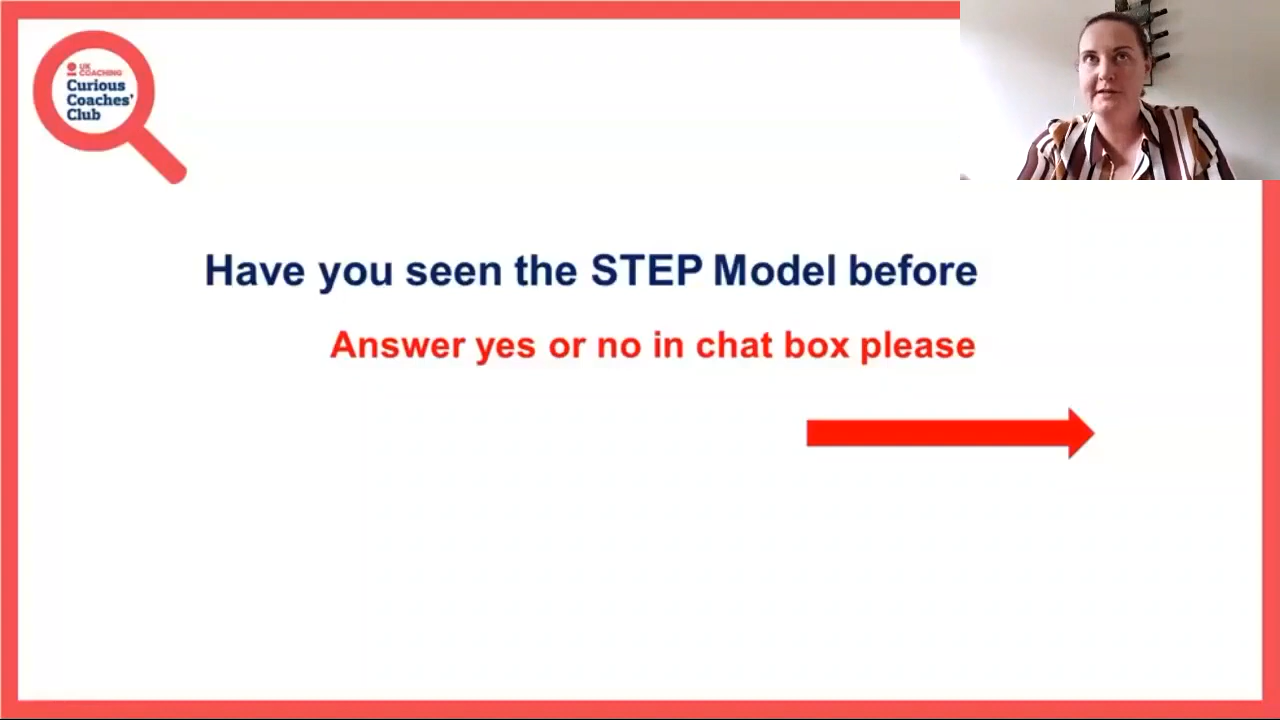 UK
COACHING
Curious
Coaches'
Club
Have you seen the STEP Model before
Answer yes or no in chat box please